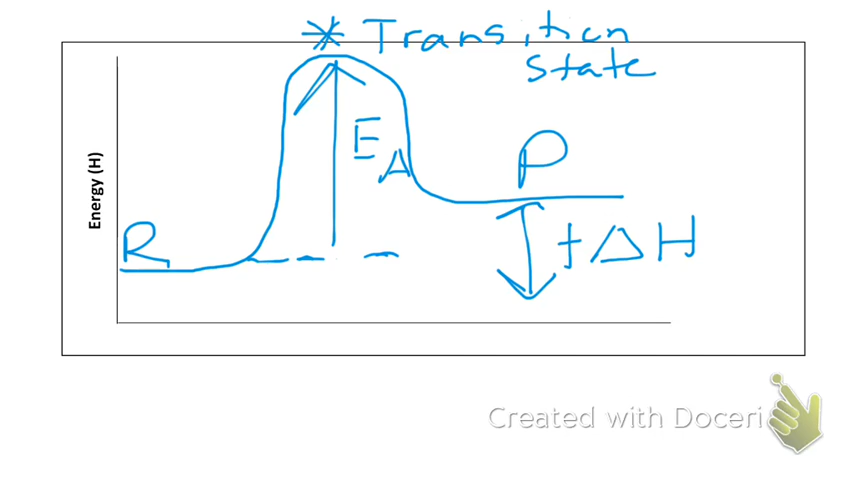 * Transition
state
EA
P
Energy (H)
R
+ΔH
Created with Doceri